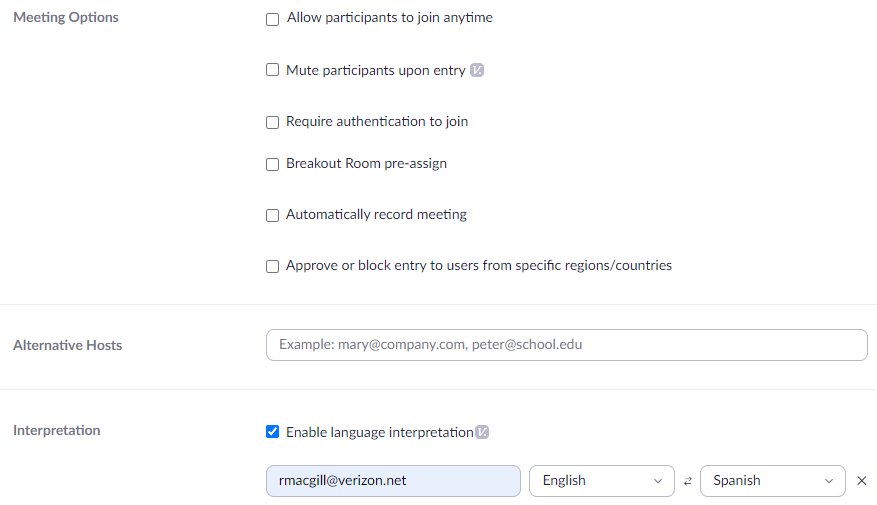 Meeting Options
Allow participants to join anytime
Mute participants upon entry
Require authentication to join
Breakout Room pre-assign
Automatically record meeting
Approve or block entry to users from specific regions/countries
Alternative Hosts
Example: mary@company.com, peter@school.edu
Interpretation
Enable language interpretation
rmacgill@verizon.net English Spanish